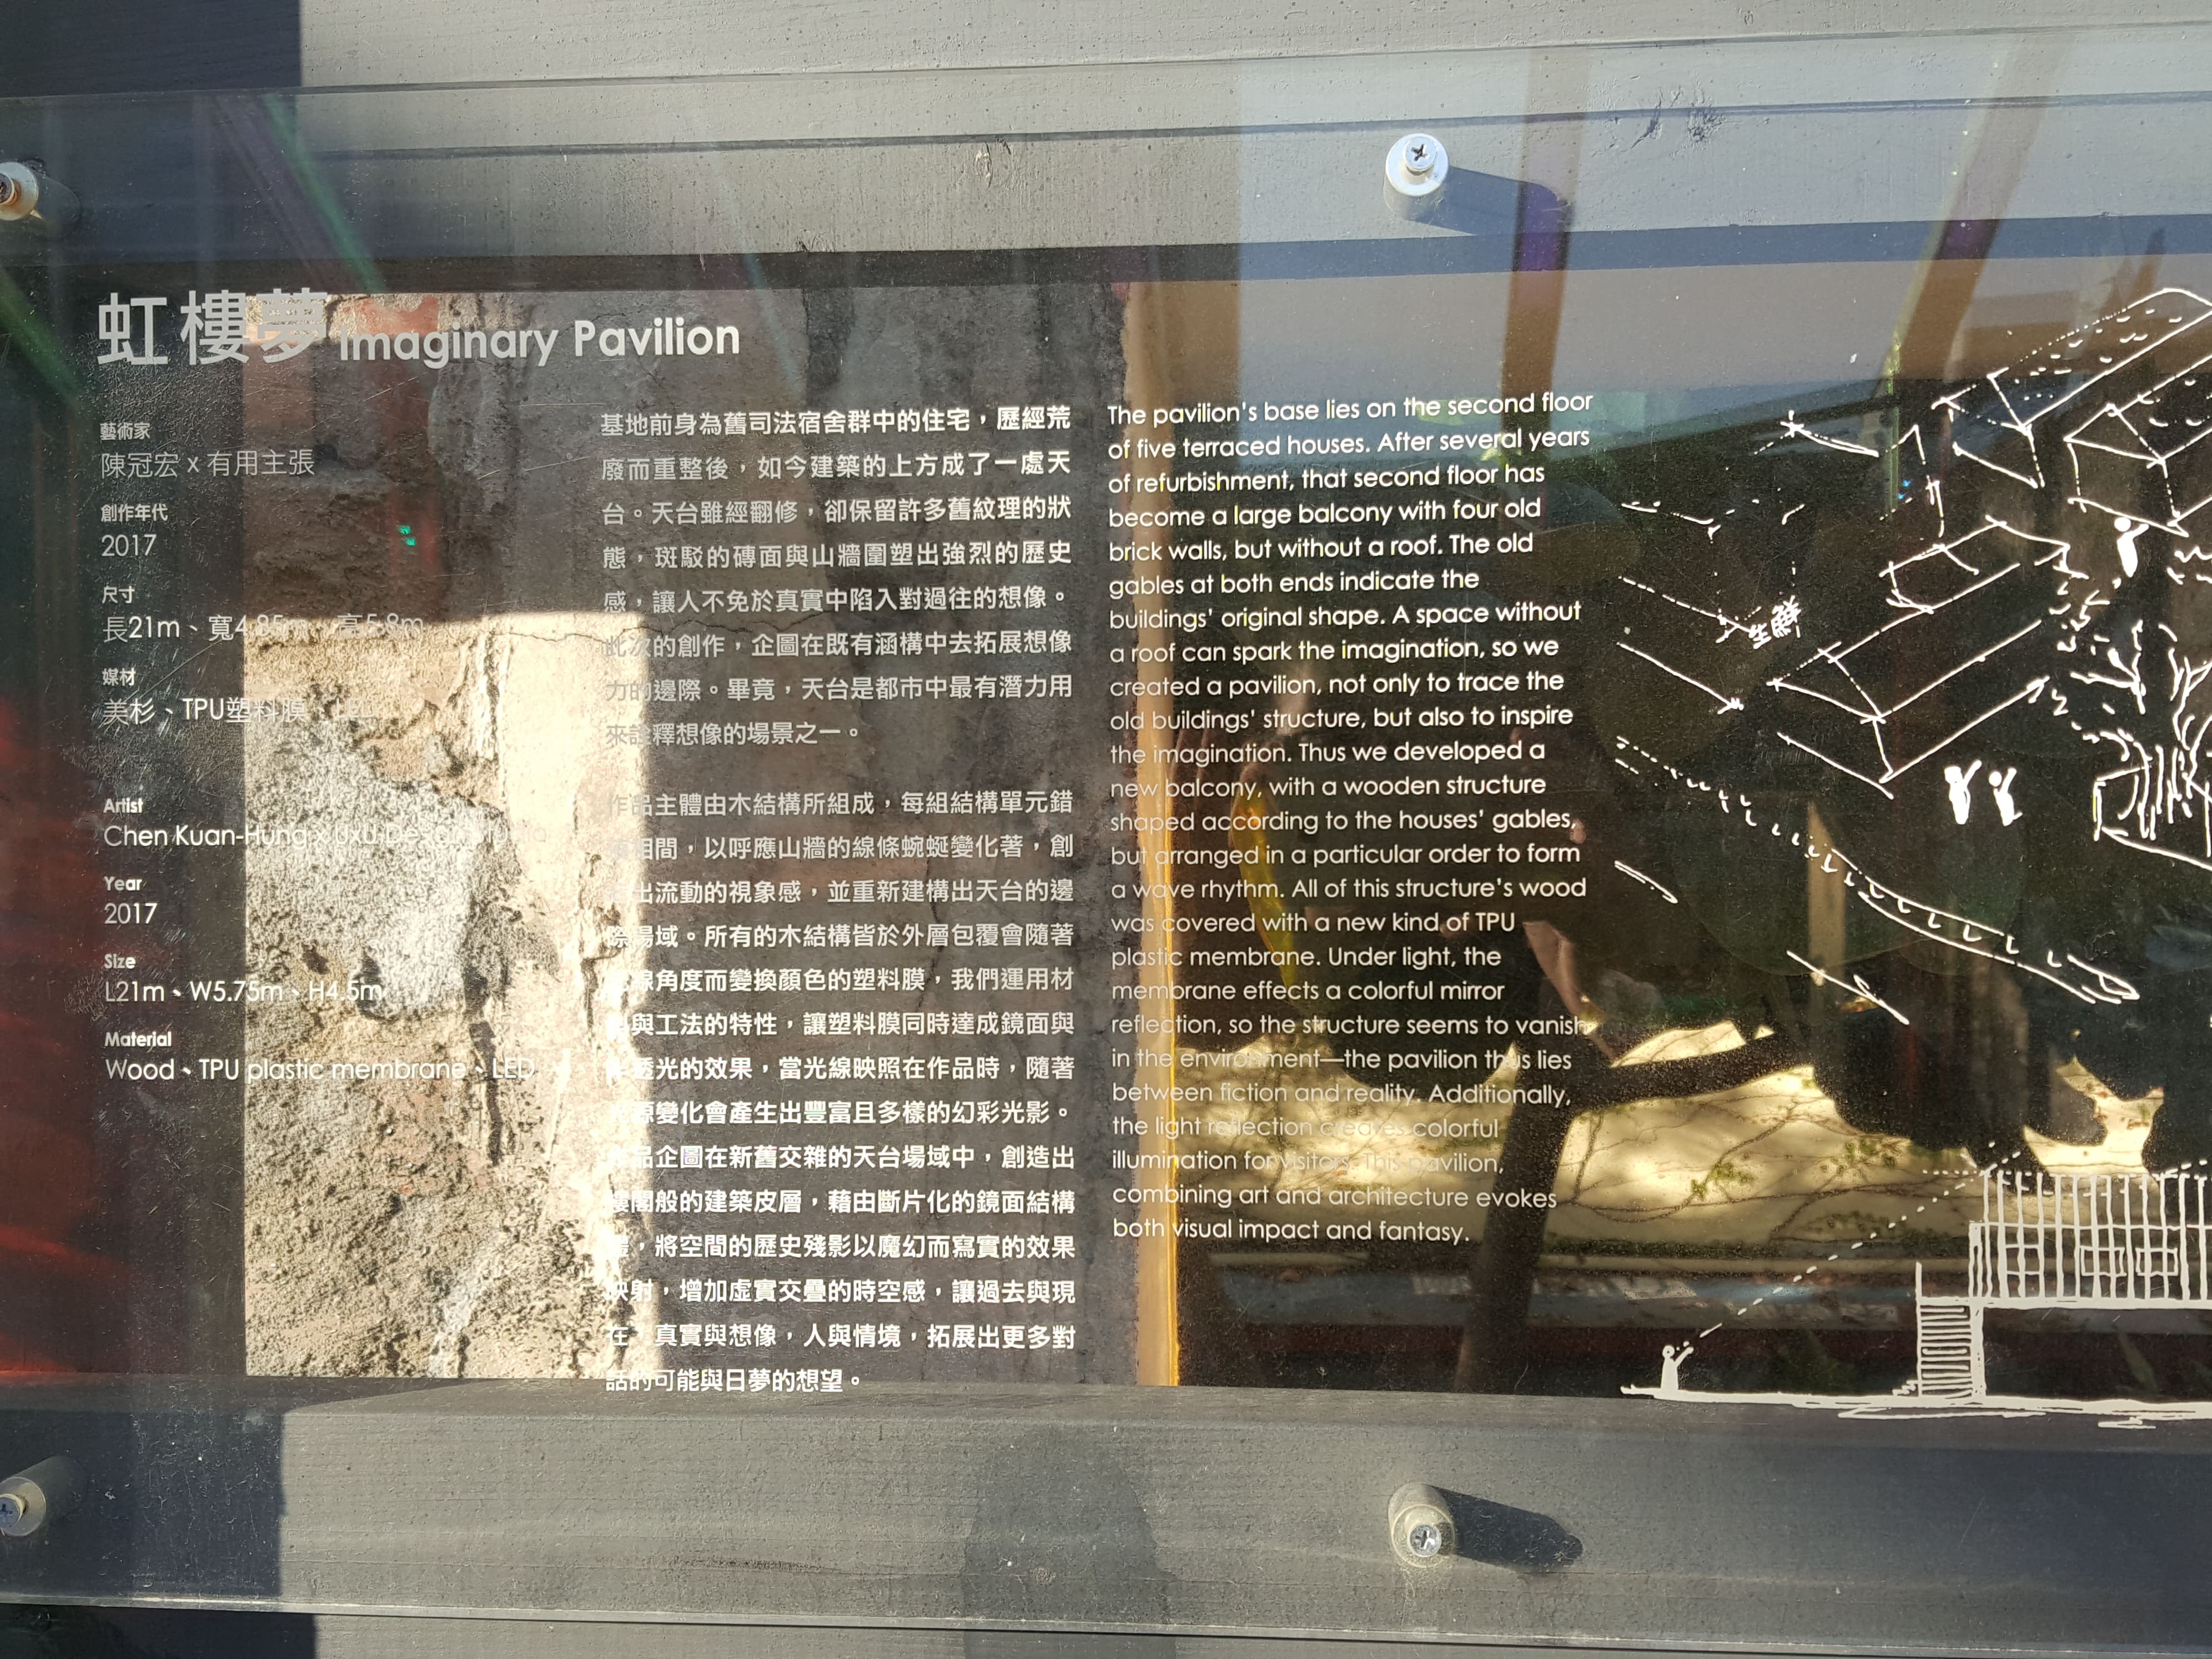 虹樓夢 Imaginary Pavilion
藝術家
陳冠宏 x 有用主張
創作年代
2017
尺寸
長21m、寬4.85m、高5.8m
媒材
美杉、TPU塑料膜、LED
Artist
Chen Kuan-Hung x UxU
Year
2017
Size
L21m、W5.75m、H4.5m
Material
Wood、TPU plastic membrane、LED
基地前身為舊司法宿舍群中的住宅，歷經荒
廢而重整後，如今建築的上方成了一處天
台。天台雖經翻修，卻保留許多舊紋理的狀
態，斑駁的磚面與山牆圍塑出強烈的歷史
感，讓人不免於真實中陷入對過往的想像。
此次的創作，企圖在既有涵構中去拓展想像
力的邊際。畢竟，天台是都市中最有潛力用
來詮釋想像的場景之一。
作品主體由木結構所組成，每組結構單元錯
相間，以呼應山牆的線條蜿蜒變化著，創
出流動的視象感，並重新建構出天台的邊
際場域。所有的木結構皆於外層包覆會隨著
線角度而變換顏色的塑料膜，我們運用材
與工法的特性，讓塑料膜同時達成鏡面與
透光的效果，當光線映照在作品時，隨著
源變化會產生出豐富且多樣的幻彩光影。
品企圖在新舊交雜的天台場域中，創造出
樓閣般的建築皮層，藉由斷片化的鏡面結構
，將空間的歷史殘影以魔幻而寫實的效果
映射，增加虛實交疊的時空感，讓過去與現
在，真實與想像，人與情境，拓展出更多對
話的可能與日夢的想望。
The pavilion's base lies on the second floor
of five terraced houses. After several years
of refurbishment, that second floor has
become a large balcony with four old
brick walls, but without a roof. The old
gables at both ends indicate the
buildings' original shape. A space without
a roof can spark the imagination, so we
created a pavilion, not only to trace the
old buildings' structure, but also to inspire
the imagination. Thus we developed a
new balcony, with a wooden structure
shaped according to the houses' gables,
but arranged in a particular order to form
a wave rhythm. All of this structure's wood
was covered with a new kind of TPU
plastic membrane. Under light, the
membrane effects a colorful mirror
reflection, so the structure seems to vanish
in the environment—the pavilion thus lies
between fiction and reality. Additionally,
the light reflection creates colorful
illumination for visitors. This pavilion,
combining art and architecture evokes
both visual impact and fantasy.
生鮮